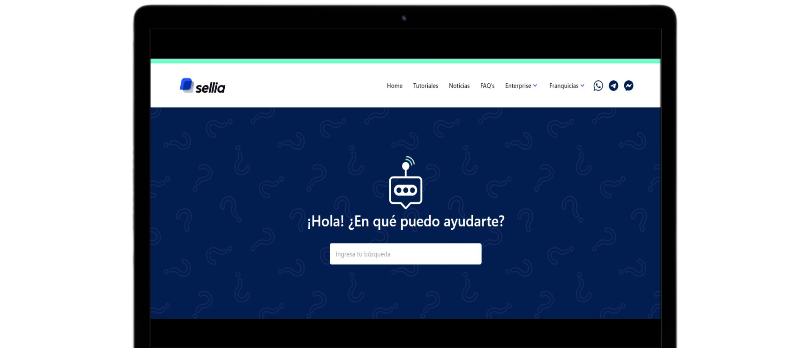 sellia
Home Tutoriales Noticias FAQ's Enterprise Franquicias
¡Hola! ¿En qué puedo ayudarte?
Ingresa tu búsqueda